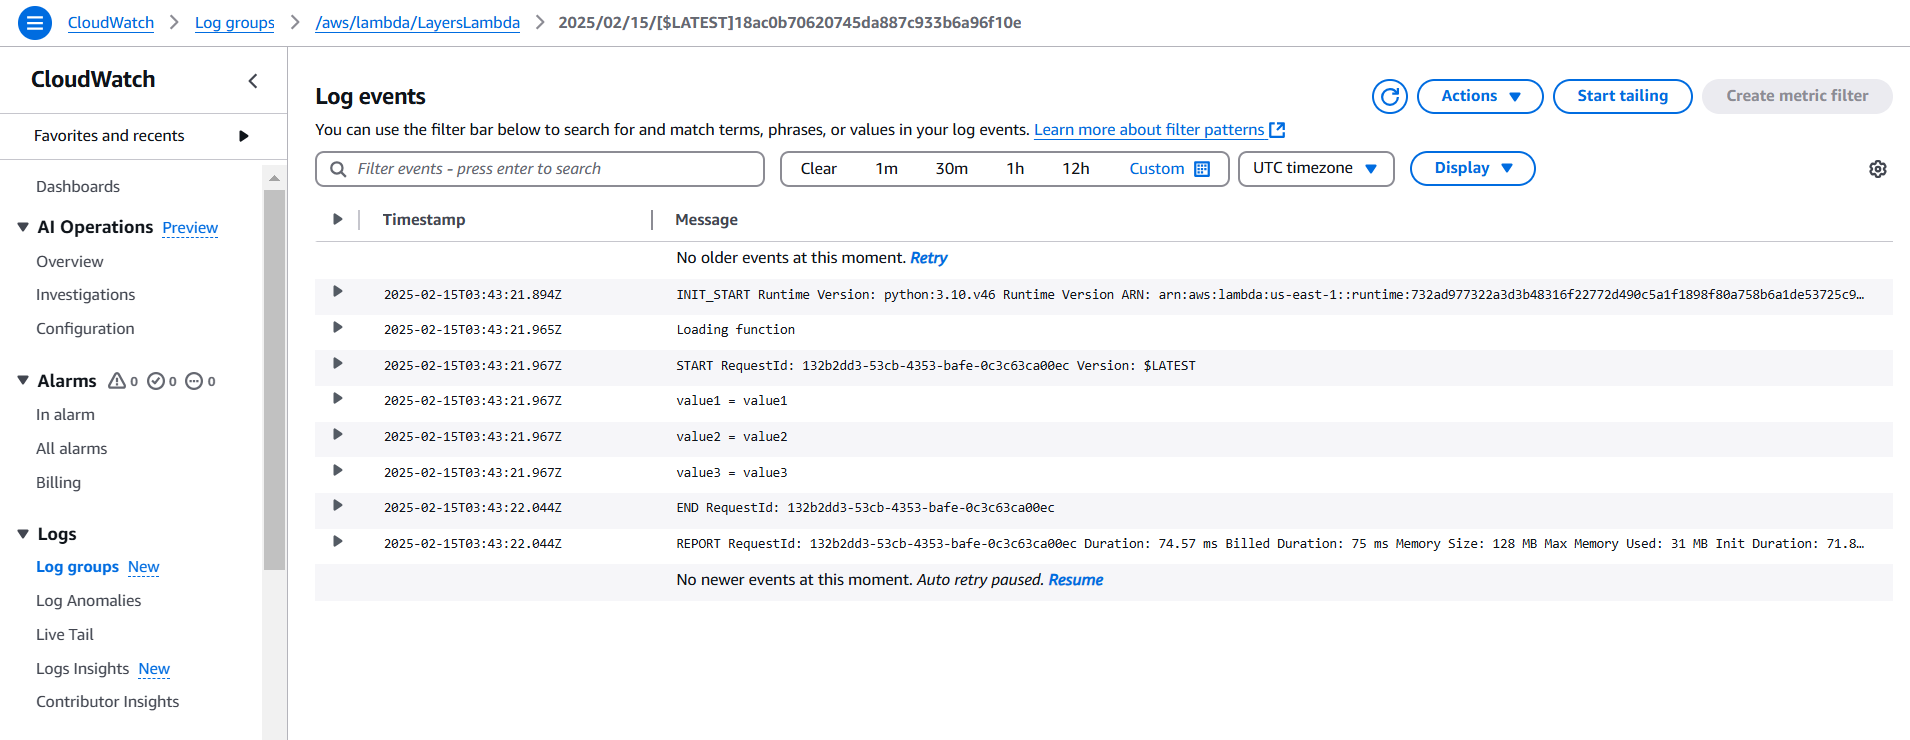 CloudWatch > Log groups > /aws/lambda/LayersLambda > 2025/02/15/[$LATEST]18ac0b70620745da887c933b6a96f10e
CloudWatch
Favorites and recents
Dashboards
AI Operations Preview
Overview
Investigations
Configuration
Alarms 0 0 0
In alarm
All alarms
Billing
Logs
Log groups New
Log Anomalies
Live Tail
Logs Insights New
Contributor Insights
Log events
Actions
Start tailing
Create metric filter
You can use the filter bar below to search for and match terms, phrases, or values in your log events. Learn more about filter patterns
Filter events - press enter to search
Clear 1m 30m 1h 12h Custom
UTC timezone
Display
Timestamp Message
No older events at this moment. Retry
2025-02-15T03:43:21.894Z INIT_START Runtime Version: python:3.10.v46 Runtime Version ARN: arn:aws:lambda:us-east-1::runtime:732ad977322a3d3b48316f22772d490c5a1f1898f80a758b6a1de53725c9…
2025-02-15T03:43:21.965Z Loading function
2025-02-15T03:43:21.967Z START RequestId: 132b2dd3-53cb-4353-bafe-0c3c63ca00ec Version: $LATEST
2025-02-15T03:43:21.967Z value1 = value1
2025-02-15T03:43:21.967Z value2 = value2
2025-02-15T03:43:21.967Z value3 = value3
2025-02-15T03:43:22.044Z END RequestId: 132b2dd3-53cb-4353-bafe-0c3c63ca00ec
2025-02-15T03:43:22.044Z REPORT RequestId: 132b2dd3-53cb-4353-bafe-0c3c63ca00ec Duration: 74.57 ms Billed Duration: 75 ms Memory Size: 128 MB Max Memory Used: 31 MB Init Duration: 71.8…
No newer events at this moment. Auto retry paused. Resume